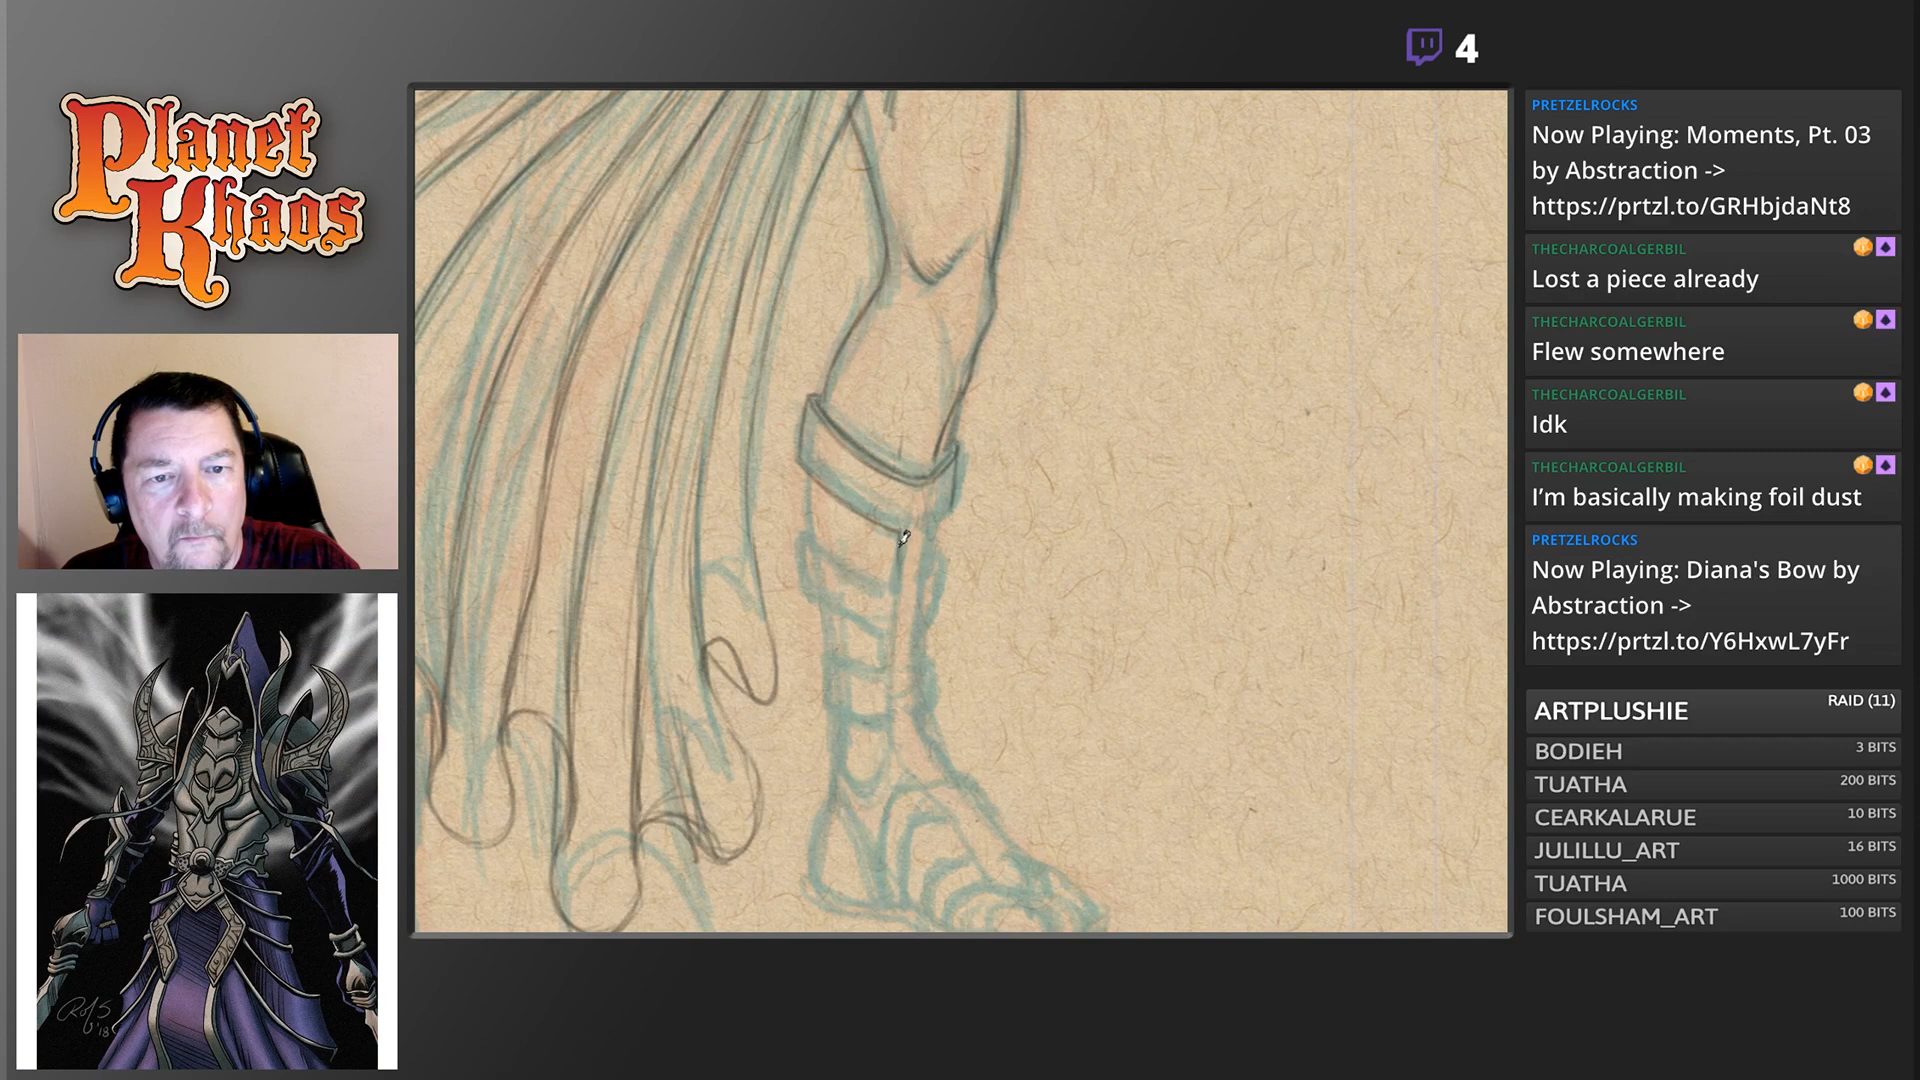 4
Planet
Khaos
PRETZELROCKS
Now Playing: Moments, Pt. 03
by Abstraction ->
https://prtzl.to/GRHbjdaNt8
THECHARCOALGERBIL
Lost a piece already
THECHARCOALGERBIL
Flew somewhere
THECHARCOALGERBIL
Idk
THECHARCOALGERBIL
I’m basically making foil dust
PRETZELROCKS
Now Playing: Diana's Bow by
Abstraction ->
https://prtzl.to/Y6HxwL7yFr
ARTPLUSHIE RAID (11)
BODIEH 3 BITS
TUATHA 200 BITS
CEARKALARUE 10 BITS
JULILLU_ART 16 BITS
TUATHA 1000 BITS
FOULSHAM_ART 100 BITS
'18